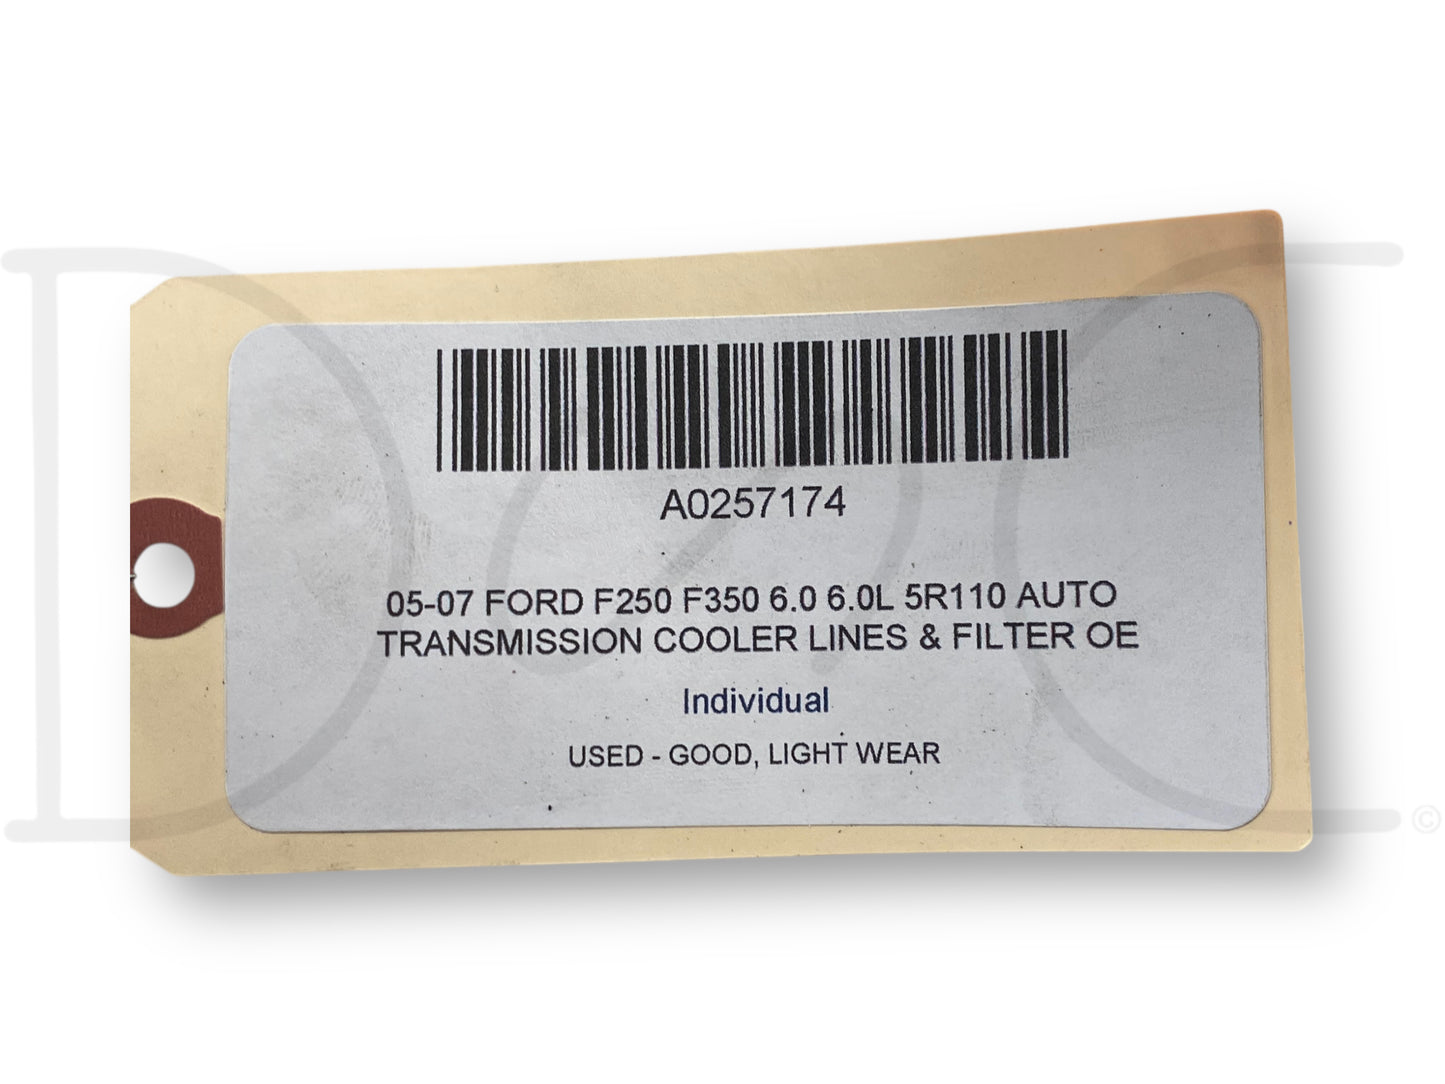 A0257174
05-07 FORD F250 F350 6.0 6.0L 5R110 AUTO
TRANSMISSION COOLER LINES & FILTER OE
Individual
USED - GOOD, LIGHT WEAR
©